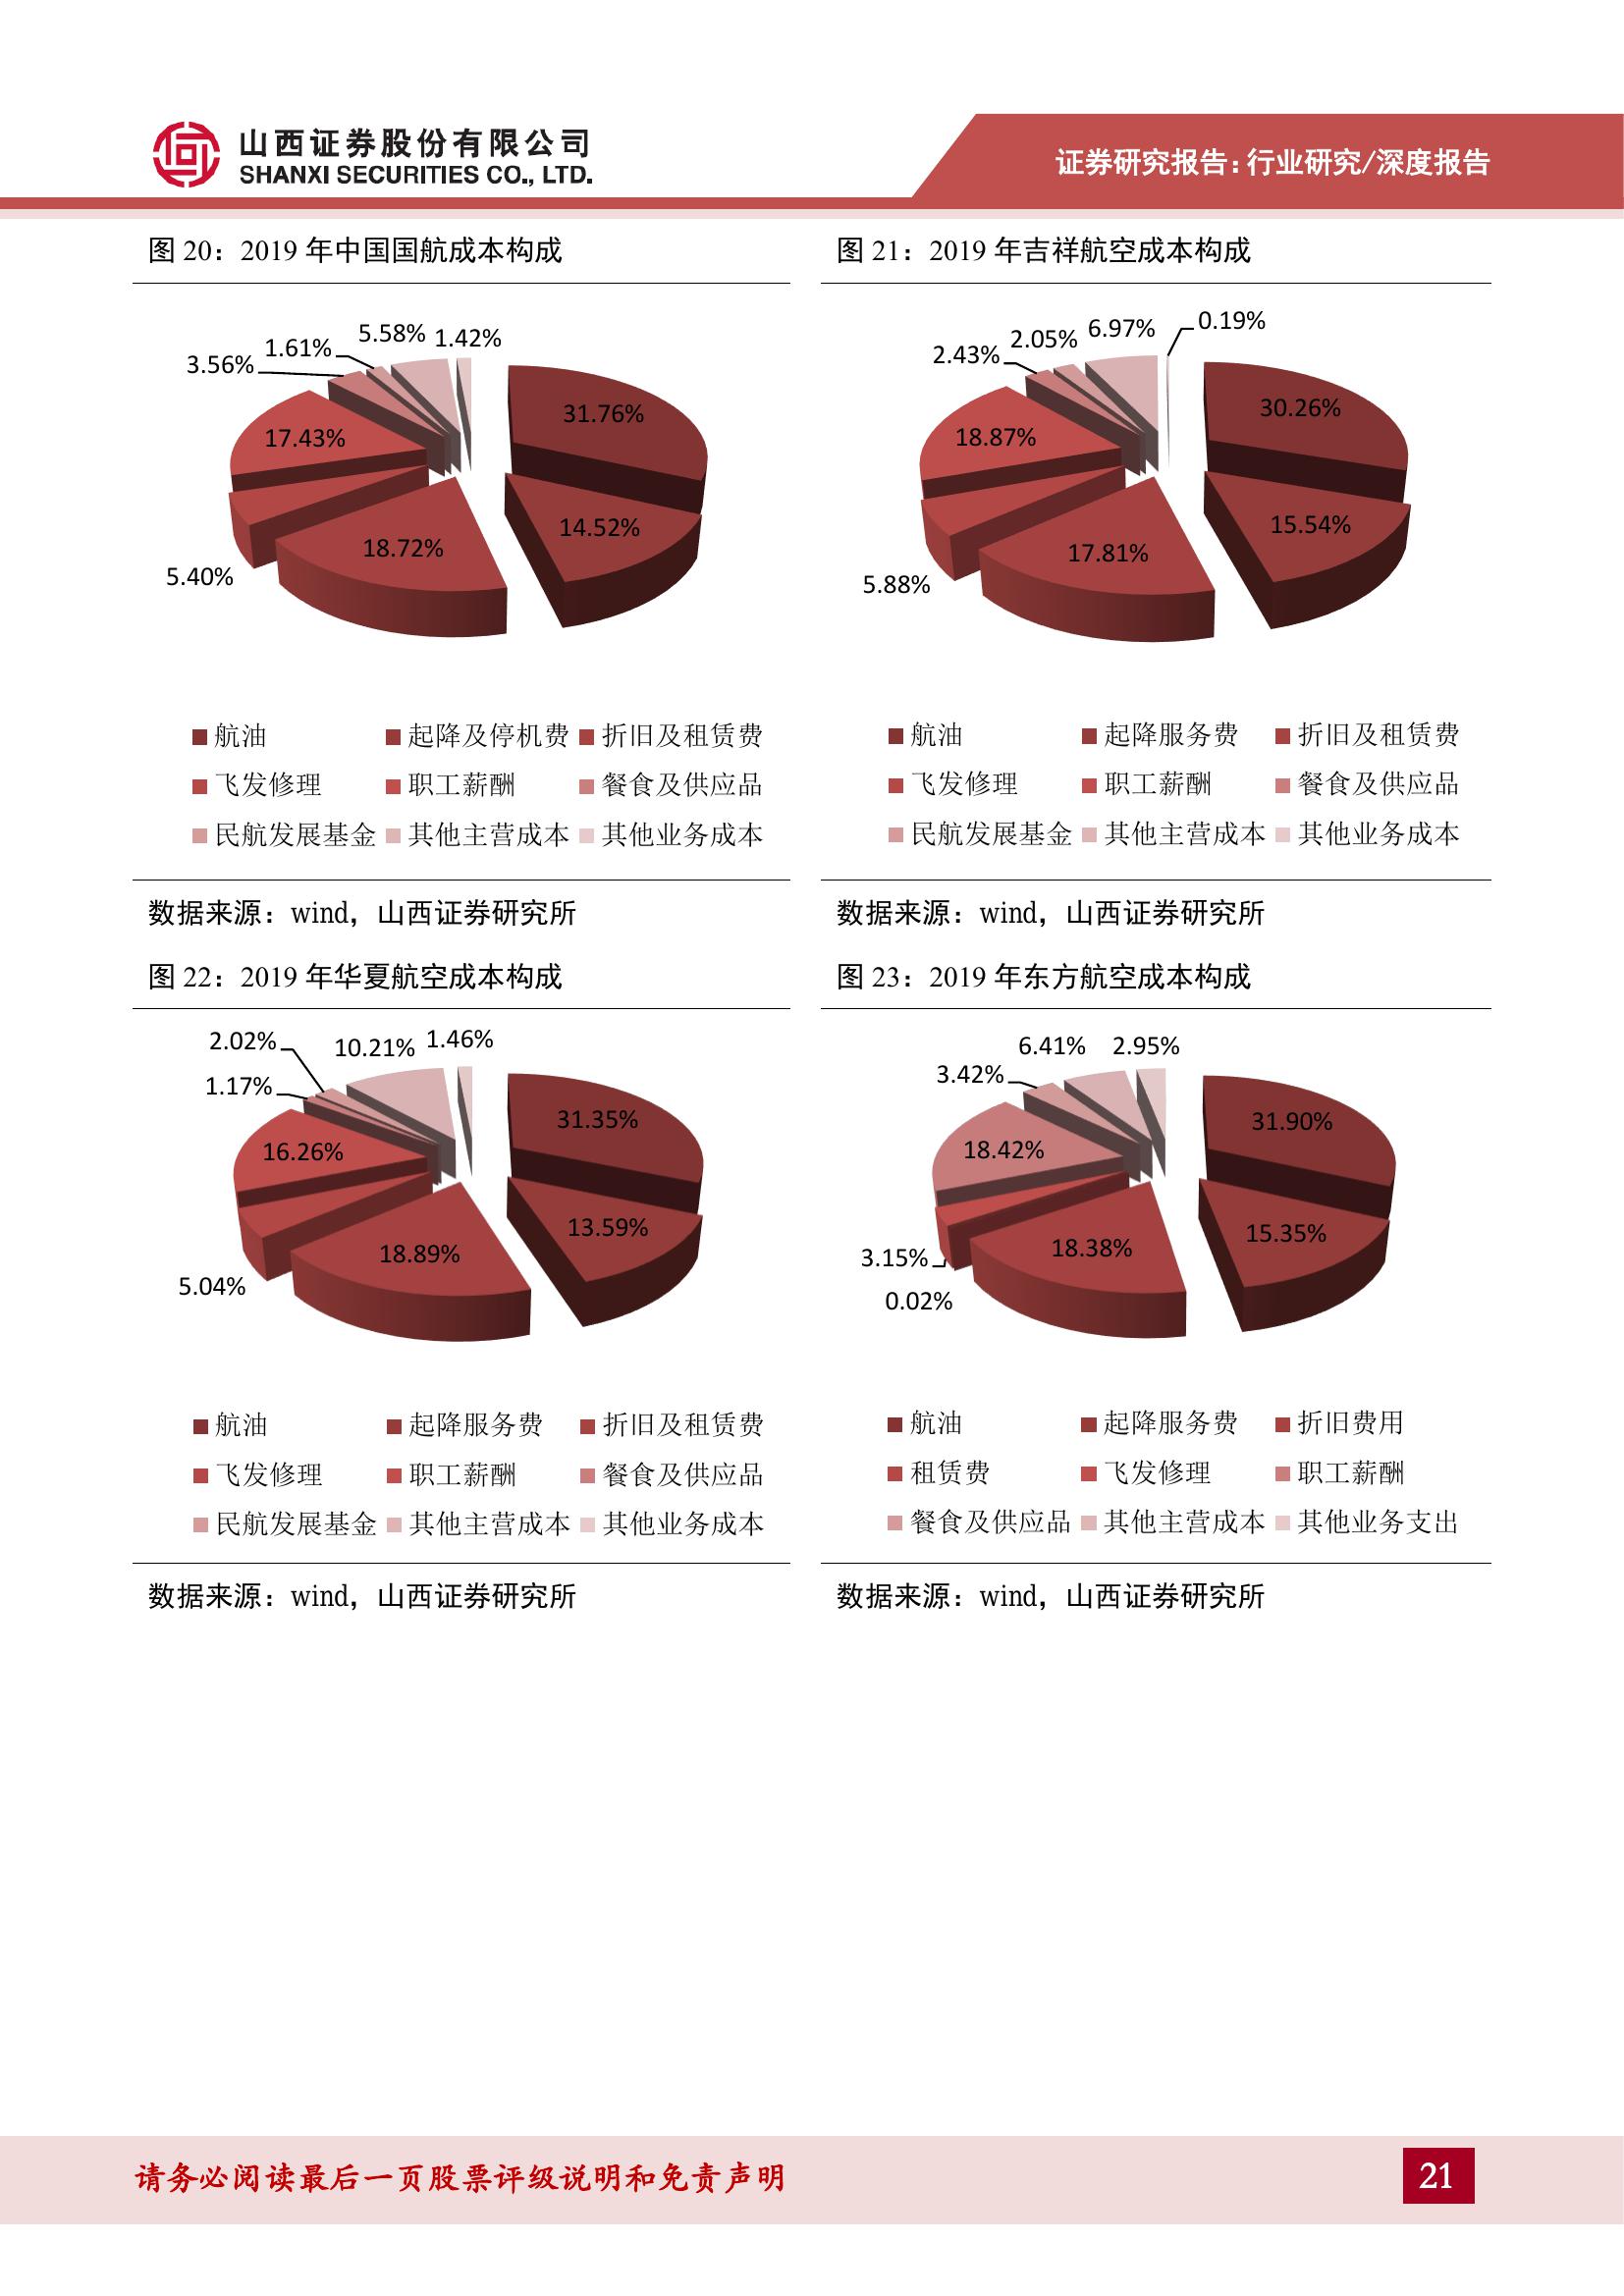 山西证券股份有限公司
SHANXI SECURITIES CO., LTD.
证券研究报告：行业研究/深度报告
图 20：2019 年中国国航成本构成
31.76%
14.52%
18.72%
5.40%
17.43%
3.56%
1.61%
5.58%
1.42%
航油 起降及停机费 折旧及租赁费
飞发修理 职工薪酬 餐食及供应品
民航发展基金 其他主营成本 其他业务成本
数据来源：wind，山西证券研究所
图 21：2019 年吉祥航空成本构成
30.26%
15.54%
17.81%
5.88%
18.87%
2.43%
2.05%
6.97%
0.19%
航油 起降服务费 折旧及租赁费
飞发修理 职工薪酬 餐食及供应品
民航发展基金 其他主营成本 其他业务成本
数据来源：wind，山西证券研究所
图 22：2019 年华夏航空成本构成
31.35%
13.59%
18.89%
5.04%
16.26%
1.17%
2.02%
10.21%
1.46%
航油 起降服务费 折旧及租赁费
飞发修理 职工薪酬 餐食及供应品
民航发展基金 其他主营成本 其他业务成本
数据来源：wind，山西证券研究所
图 23：2019 年东方航空成本构成
31.90%
15.35%
18.38%
0.02%
3.15%
18.42%
3.42%
6.41%
2.95%
航油 起降服务费 折旧费用
租赁费 飞发修理 职工薪酬
餐食及供应品 其他主营成本 其他业务支出
数据来源：wind，山西证券研究所
请务必阅读最后一页股票评级说明和免责声明
21